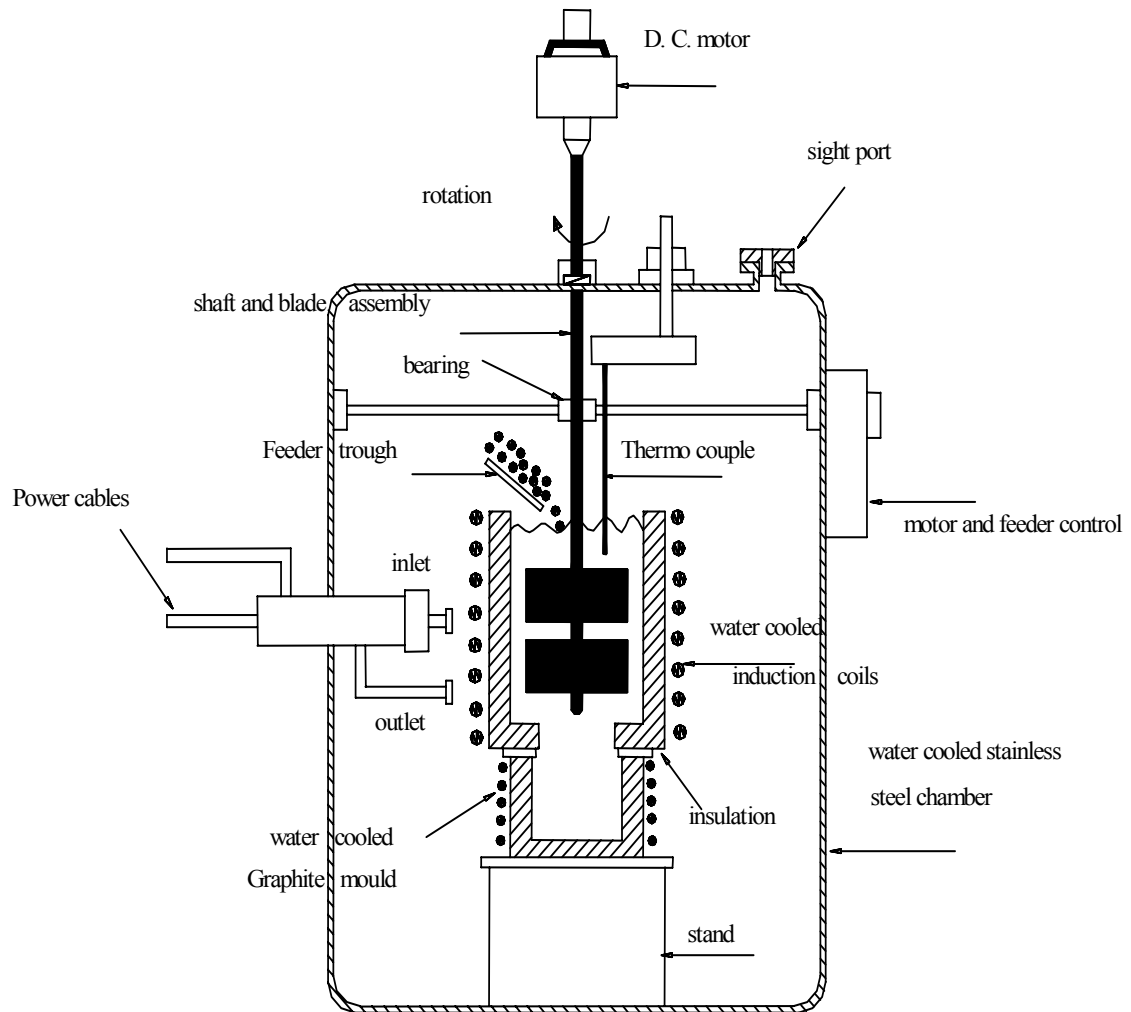 D. C. motor
sight port
rotation
shaft and blade assembly
bearing
Feeder trough
Thermo couple
Power cables
motor and feeder control
inlet
water cooled
induction coils
outlet
water cooled stainless
steel chamber
insulation
water cooled
Graphite mould
stand